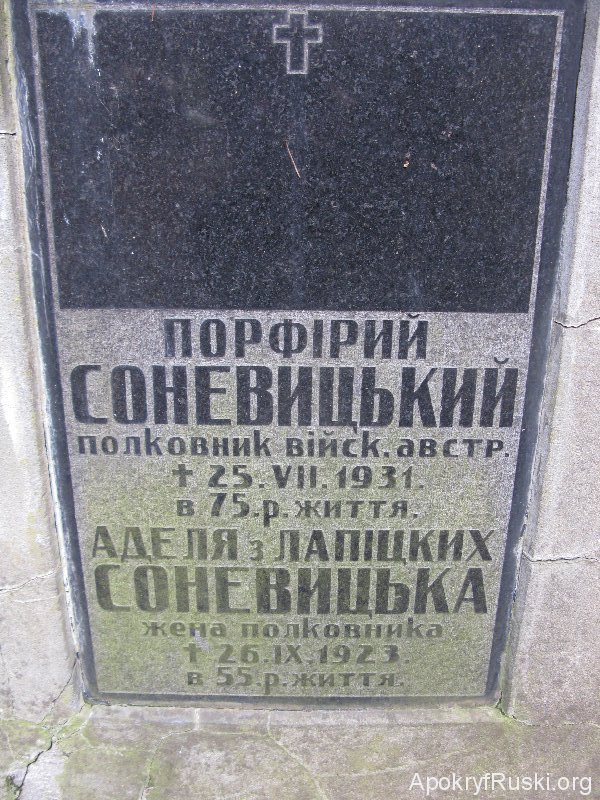 ПОРФІРИЙ
СОНЕВИЦЬКИЙ
полковник війск. австр.
† 25. VII. 1931.
в 75. р. життя.
АДЕЛЯ з ЛАПІЦКИХ
СОНЕВИЦЬКА
жена полковника
† 26. IX. 1923.
в 55. р. життя.
ApokryfRuski.org